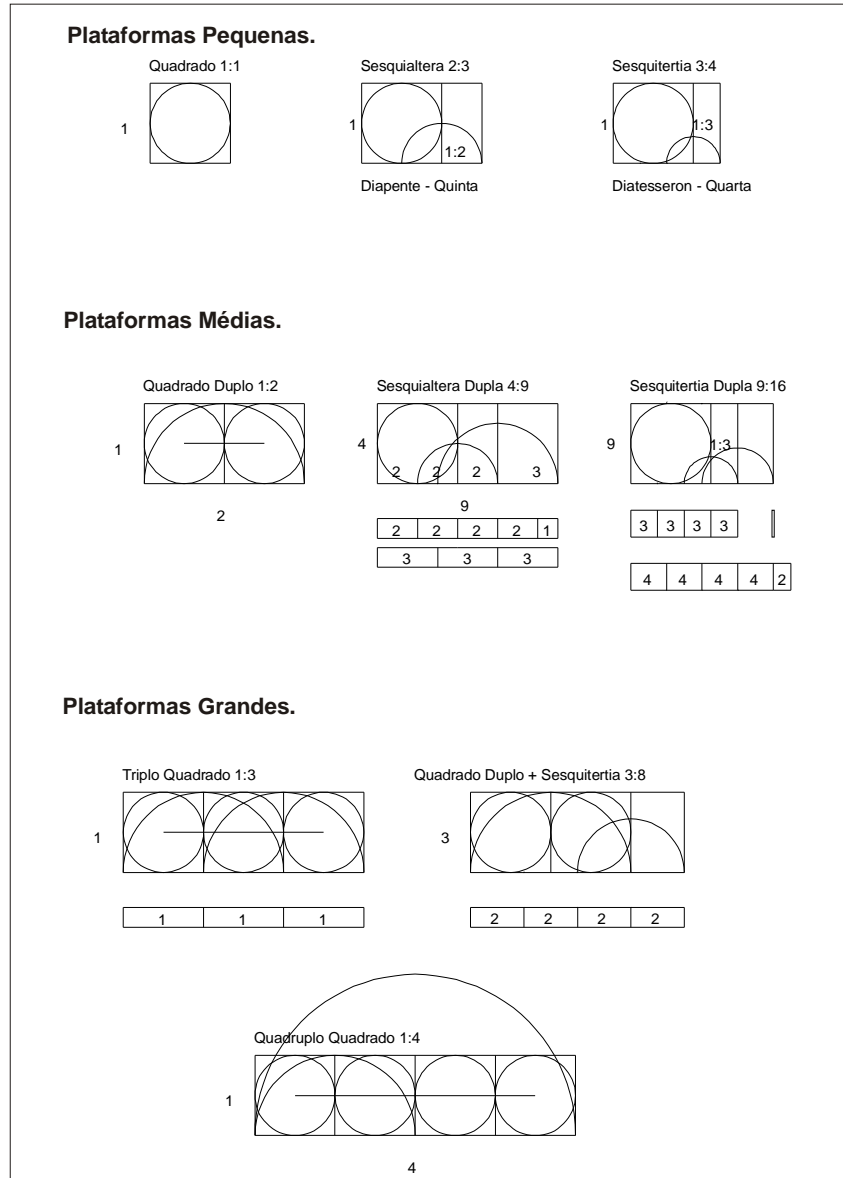 Plataformas Pequenas.
Quadrado 1:1
Sesquialtera 2:3
Sesquitertia 3:4
1
1
1:2
1
1:3
Diapente - Quinta
Diatesseron - Quarta
Plataformas Médias.
Quadrado Duplo 1:2
Sesquialtera Dupla 4:9
Sesquitertia Dupla 9:16
1
4
9
1:3
2 2 2 3
2
9
2 2 2 2 1
3 3 3
3 3 3 3
4 4 4 4 2
Plataformas Grandes.
Triplo Quadrado 1:3
Quadrado Duplo + Sesquitertia 3:8
1
3
1 1 1
2 2 2 2
Quadruplo Quadrado 1:4
1
4